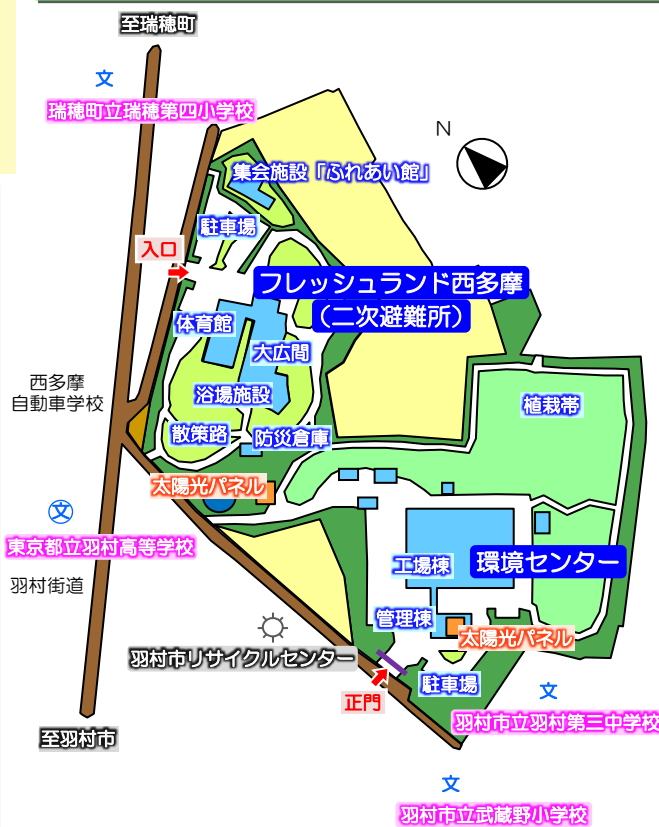 至瑞穂町
文
瑞穂町立瑞穂第四小学校
N
集会施設「ふれあい館」
駐車場
入口
フレッシュランド西多摩
（二次避難所）
体育館
大広間
西多摩
自動車学校
浴場施設
植栽帯
散策路
防災倉庫
太陽光パネル
文
東京都立羽村高等学校
工場棟
環境センター
羽村街道
管理棟
太陽光パネル
羽村市リサイクルセンター
駐車場
正門
文
羽村市立羽村第三中学校
至羽村市
文
羽村市立武蔵野小学校